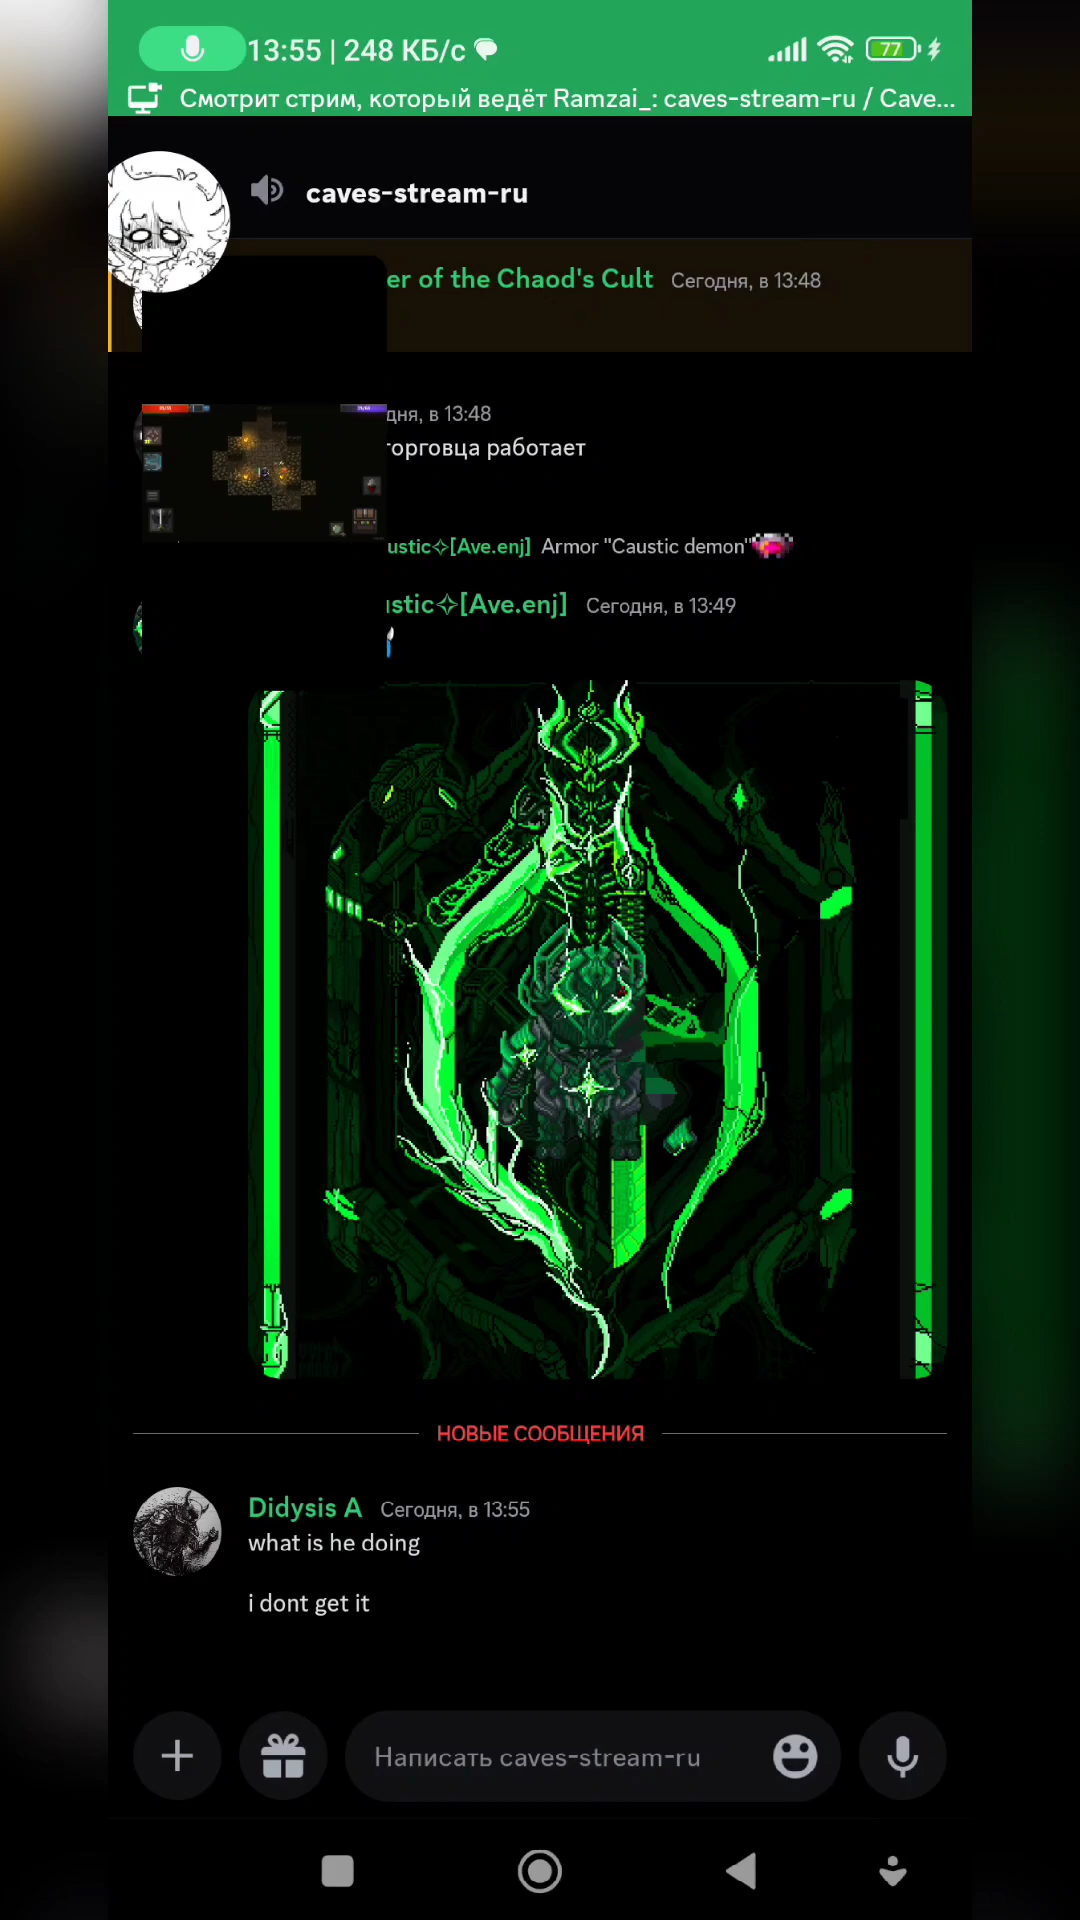 13:55 | 248 КБ/с
77
Смотрит стрим, который ведёт Ramzai_: caves-stream-ru / Cave...
caves-stream-ru
er of the Chaod's Cult Сегодня, в 13:48
дня, в 13:48
орговца работает
ustic✧[Ave.enj] Armor "Caustic demon"
ustic✧[Ave.enj] Сегодня, в 13:49
НОВЫЕ СООБЩЕНИЯ
Didysis A Сегодня, в 13:55
what is he doing
i dont get it
Написать caves-stream-ru